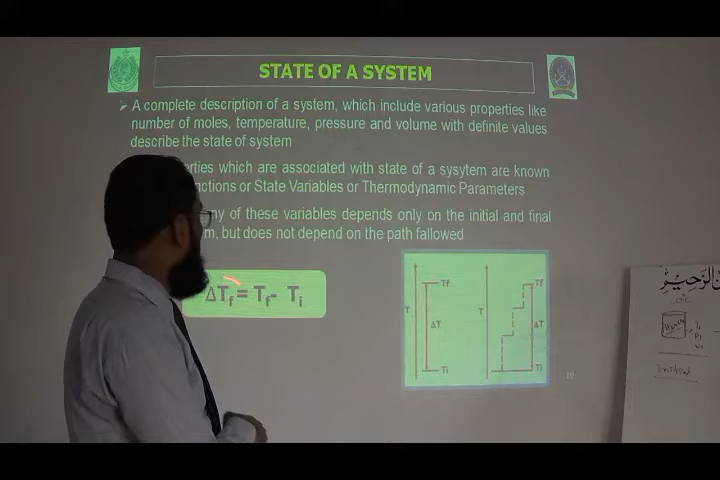 STATE OF A SYSTEM
A complete description of a system, which include various properties like
number of moles, temperature, pressure and volume with definite values
describe the state of system
which are associated with state of a sysytem are known
or State Variables or Thermodynamic Parameters
of these variables depends only on the initial and final
but does not depend on the path fallowed
ΔTf = Tf- Ti
Tf
Tf
T
ΔT
T
ΔT
Ti
Ti
19
الرَّحِيمِ